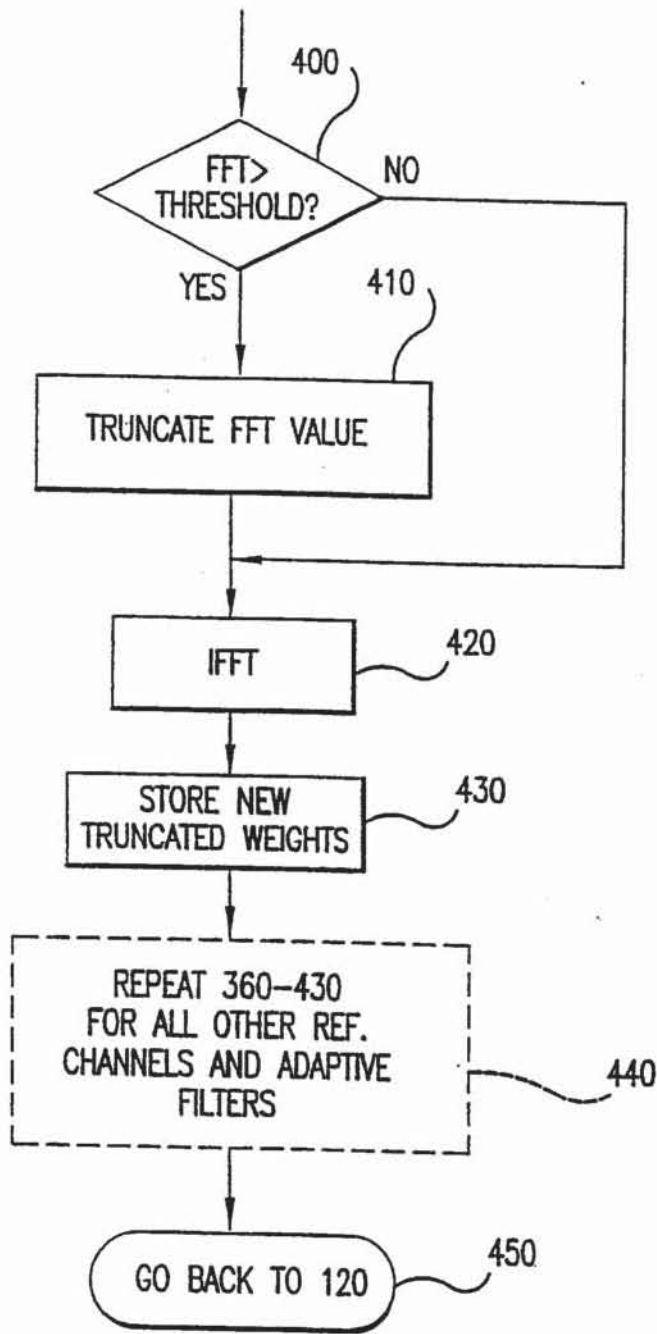 400
FFT>
THRESHOLD?
NO
YES
410
TRUNCATE FFT VALUE
IFFT
420
STORE NEW
TRUNCATED WEIGHTS
430
REPEAT 360-430
FOR ALL OTHER REF.
CHANNELS AND ADAPTIVE
FILTERS
440
GO BACK TO 120
450